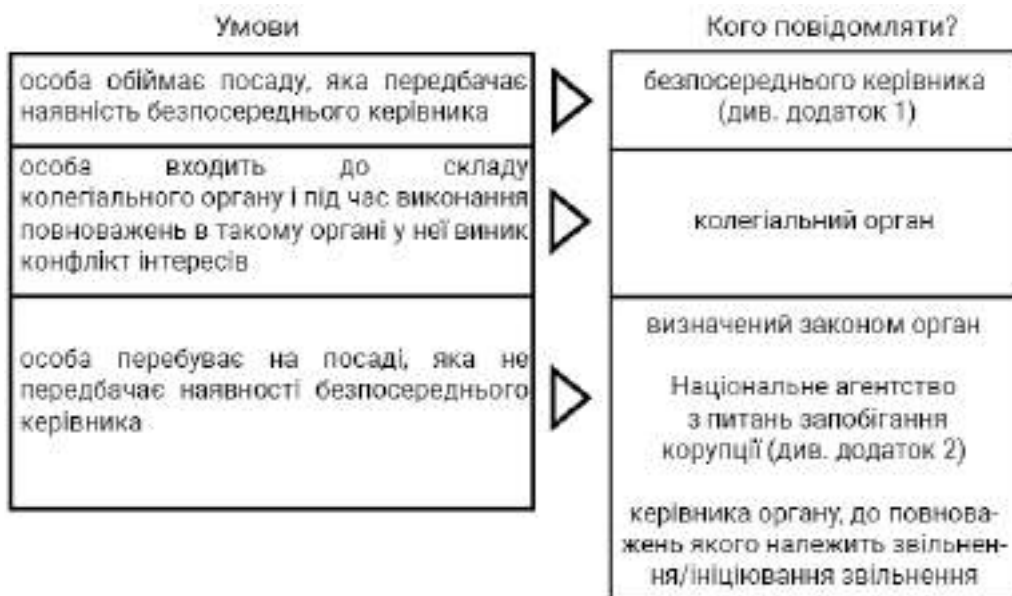 Умови
Кого повідомляти?
особа обіймає посаду, яка передбачає
наявність безпосереднього керівника
безпосереднього керівника
(див. додаток 1)
особа входить до складу
колегіального органу і під час виконання
повноважень в такому органі у неї виник
конфлікт інтересів
колегіальний орган
особа перебуває на посаді, яка не
передбачає наявності безпосереднього
керівника
визначений законом орган
Національне агентство
з питань запобігання
корупції (див. додаток 2)
керівника органу, до повнова-
жень якого належить звільнен-
ня/ініціювання звільнення